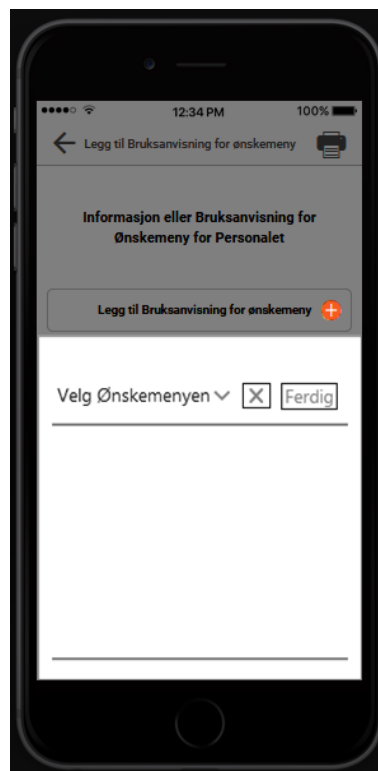 12:34 PM 100%
Legg til Bruksanvisning for ønskemeny
Informasjon eller Bruksanvisning for
Ønskemeny for Personalet
Legg til Bruksanvisning for ønskemeny
Velg Ønskemenyen Ferdig